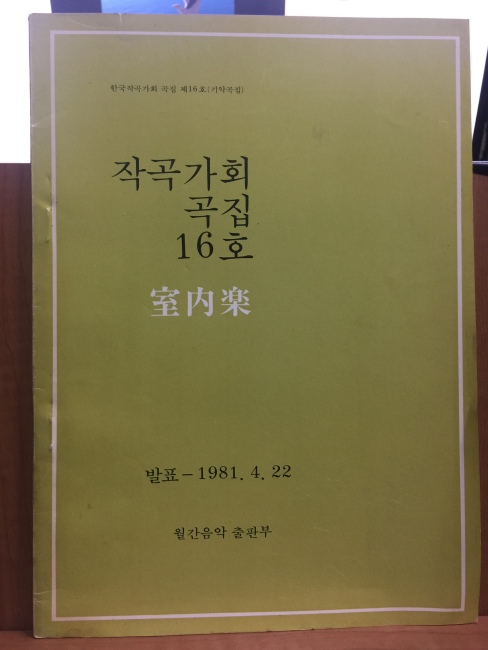 한국작곡가회 곡집 제16호(기악곡집)
작곡가회
곡집
16호
室内楽
발표－1981. 4. 22
월간음악 출판부